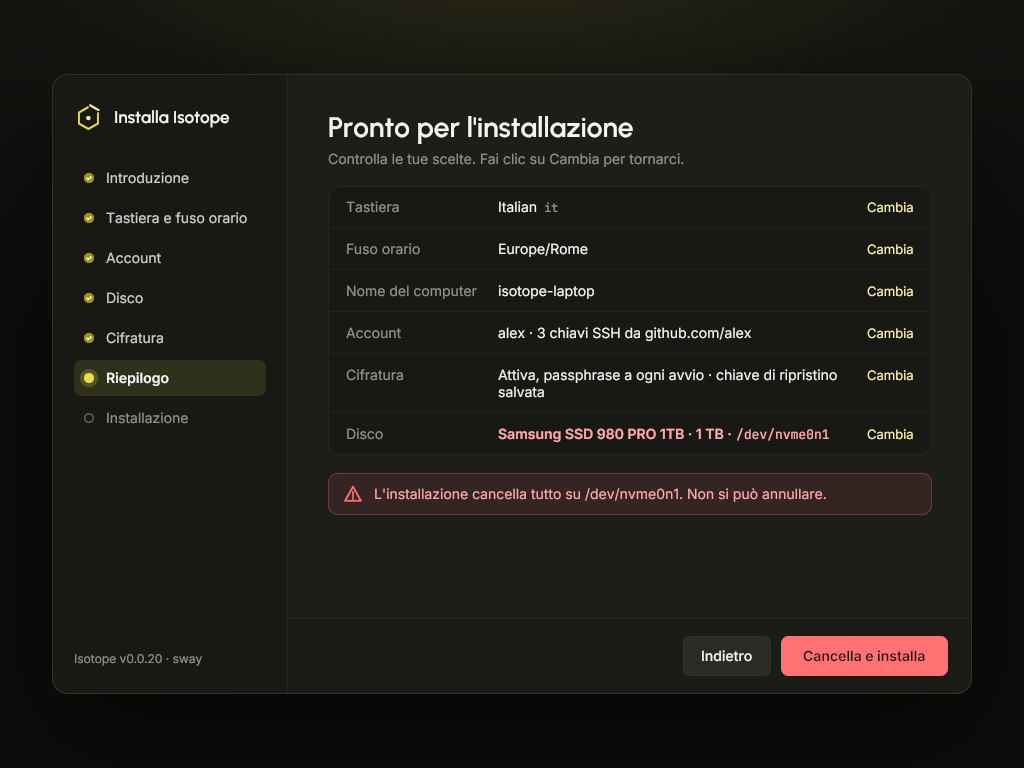 Installa Isotope
Introduzione
Tastiera e fuso orario
Account
Disco
Cifratura
Riepilogo
Installazione
Isotope v0.0.20 · sway
Pronto per l'installazione
Controlla le tue scelte. Fai clic su Cambia per tornarci.
Tastiera Italian it Cambia
Fuso orario Europe/Rome Cambia
Nome del computer isotope-laptop Cambia
Account alex · 3 chiavi SSH da github.com/alex Cambia
Cifratura Attiva, passphrase a ogni avvio · chiave di ripristino Cambia
salvata
Disco Samsung SSD 980 PRO 1TB · 1 TB · /dev/nvme0n1 Cambia
L'installazione cancella tutto su /dev/nvme0n1. Non si può annullare.
Indietro Cancella e installa